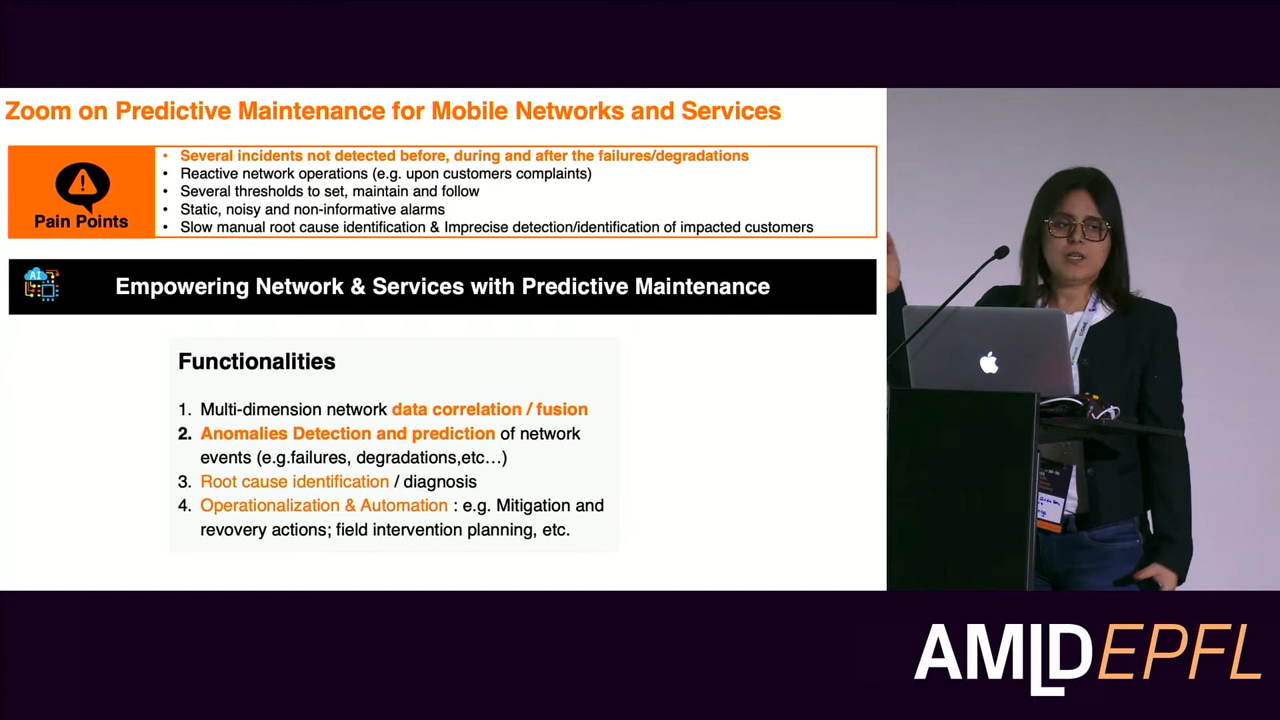 Zoom on Predictive Maintenance for Mobile Networks and Services
Pain Points
• Several incidents not detected before, during and after the failures/degradations
• Reactive network operations (e.g. upon customers complaints)
• Several thresholds to set, maintain and follow
• Static, noisy and non-informative alarms
• Slow manual root cause identification & Imprecise detection/identification of impacted customers
AI
Empowering Network & Services with Predictive Maintenance
Functionalities
1. Multi-dimension network data correlation / fusion
2. Anomalies Detection and prediction of network
events (e.g.failures, degradations,etc…)
3. Root cause identification / diagnosis
4. Operationalization & Automation : e.g. Mitigation and
revovery actions; field intervention planning, etc.
AMLD EPFL